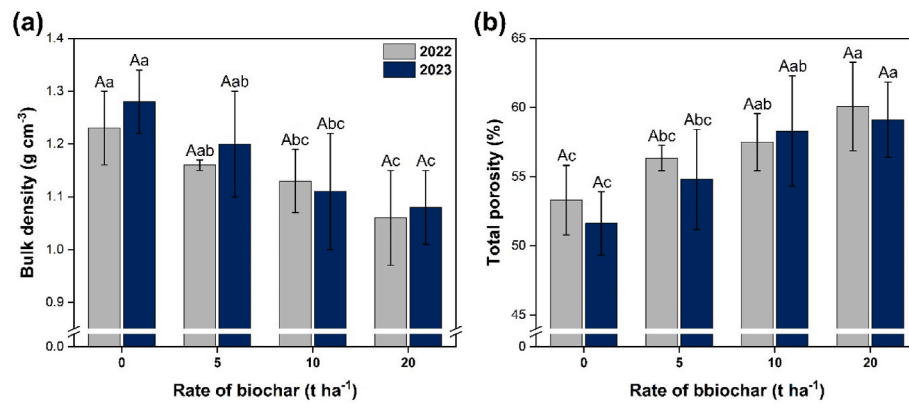 (a)
Bulk density (g cm⁻³)
1.4
1.3
1.2
1.1
1.0
0.9
0.0
2022
2023
Aa Aa
Aab Aab
Abc Abc
Ac Ac
0 5 10 20
Rate of biochar (t ha⁻¹)
(b)
Total porosity (%)
65
60
55
50
45
0
Ac Ac
Abc Abc
Aab Aab
Aa Aa
0 5 10 20
Rate of bbiochar (t ha⁻¹)